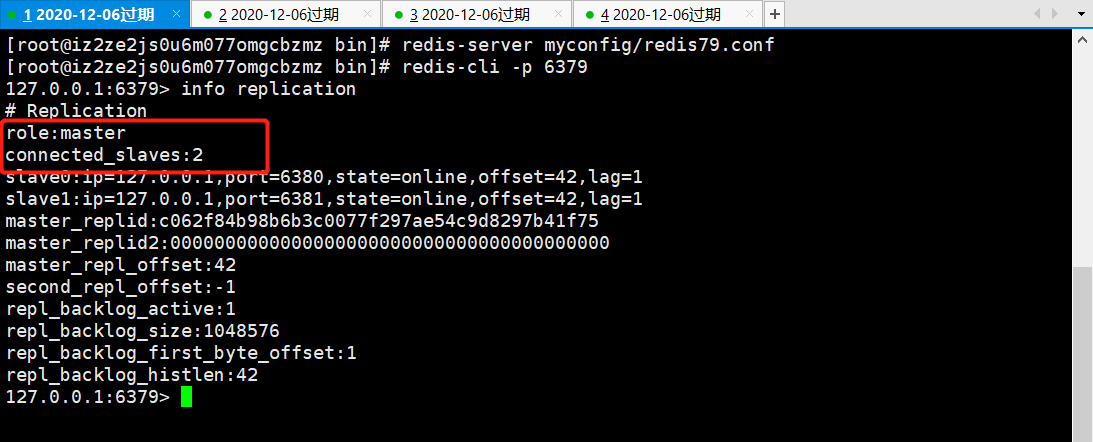 1 2020-12-06过期 × 2 2020-12-06过期 × 3 2020-12-06过期 × 4 2020-12-06过期 × +
[root@iz2ze2js0u6m077omgcbzmz bin]# redis-server myconfig/redis79.conf
[root@iz2ze2js0u6m077omgcbzmz bin]# redis-cli -p 6379
127.0.0.1:6379> info replication
# Replication
role:master
connected_slaves:2
slave0:ip=127.0.0.1,port=6380,state=online,offset=42,lag=1
slave1:ip=127.0.0.1,port=6381,state=online,offset=42,lag=1
master_replid:c062f84b98b6b3c0077f297ae54c9d8297b41f75
master_replid2:0000000000000000000000000000000000000000
master_repl_offset:42
second_repl_offset:-1
repl_backlog_active:1
repl_backlog_size:1048576
repl_backlog_first_byte_offset:1
repl_backlog_histlen:42
127.0.0.1:6379>